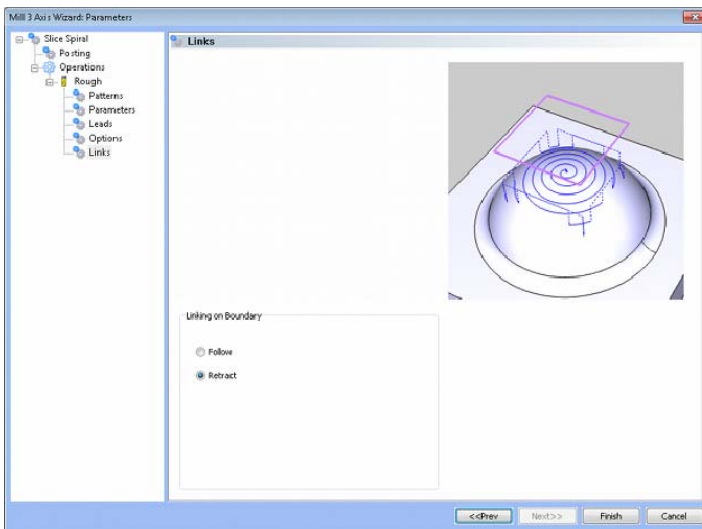 Mill 3 Axis Wizard: Parameters
Slice Spiral
Posting
Operations
Rough
Patterns
Parameters
Leads
Options
Links
Links
Linking on Boundary
Follow
Retract
<<Prev
Next>>
Finish
Cancel